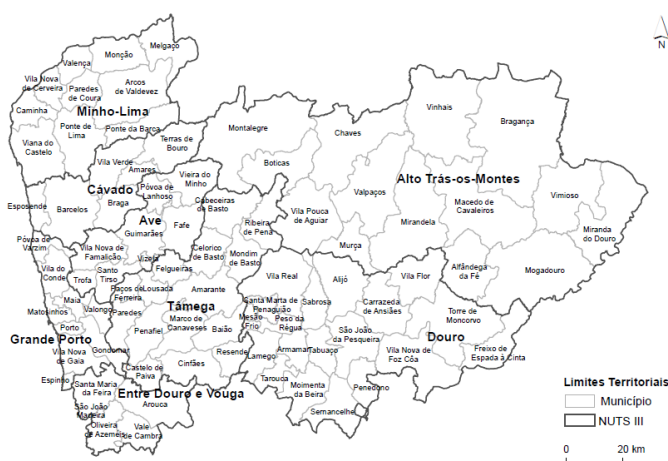 N
Melgaço
Monção
Valença
Vila Nova
de Cerveira
Arcos
de Valdevez
Paredes
de Coura
Caminha
Minho-Lima
Ponte de
Lima
Ponte da Barca
Viana do
Castelo
Terras de
Bouro
Montalegre
Vila Verde
Amares
Vieira do
Minho
Cávado
Póvoa de
Lanhoso
Braga
Esposende
Barcelos
Ave
Guimarães
Fafe
Cabeceiras
de Basto
Boticas
Chaves
Vinhais
Bragança
Alto Trás-os-Montes
Valpaços
Vimioso
Macedo de
Cavaleiros
Vila Pouca
de Aguiar
Mirandela
Miranda
do Douro
Ribeira
de Pena
Murça
Alfândega
da Fé
Mogadouro
Póvoa de
Varzim
Vila Nova de
Famalicão
Vizela
Celorico
de Basto
Mondim
de Basto
Vila do
Conde
Trofa
Santo
Tirso
Felgueiras
Vila Real
Alijó
Vila Flor
Maia
Paços de
Ferreira
Lousada
Amarante
Matosinhos
Valongo
Paredes
Tâmega
Marco de
Canaveses
Santa Marta de
Penaguião
Mesão
Frio
Peso da
Régua
Sabrosa
Carrazeda
de Ansiães
Torre de
Moncorvo
Porto
Penafiel
Baião
Grande Porto
Vila Nova
de Gaia
Gondomar
Resende
Lamego
Armamar
Tabuaço
São João
da Pesqueira
Douro
Vila Nova de
Foz Côa
Freixo de
Espada à Cinta
Castelo de
Paiva
Cinfães
Espinho
Santa Maria
da Feira
Entre Douro e Vouga
Arouca
Tarouca
Moimenta
da Beira
Penedono
Sernancelhe
São João
Madeira
Oliveira
de Azeméis
Vale
de Cambra
Limites Territoriais
Município
NUTS III
0 20 km